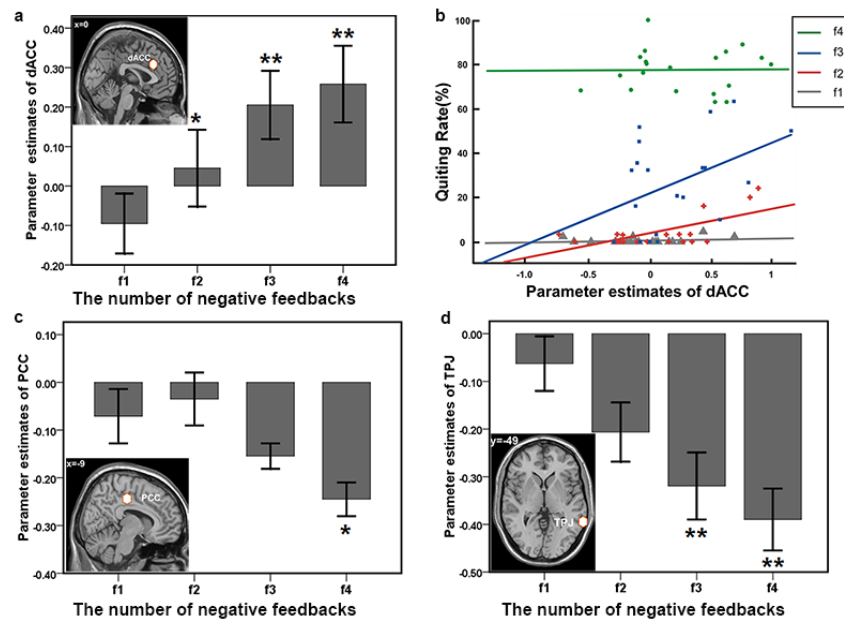 a
x=0
dACC
Parameter estimates of dACC
0.40
0.30
0.20
0.10
0.00
-0.10
-0.20
*
**
**
f1 f2 f3 f4
The number of negative feedbacks
b
Quiting Rate(%)
100
80
60
40
20
0
-1.0 -0.5 0 0.5 1
Parameter estimates of dACC
f4
f3
f2
f1
c
Parameter estimates of PCC
0.10
0.00
-0.10
-0.20
-0.30
-0.40
x=-9
PCC
*
f1 f2 f3 f4
The number of negative feedbacks
d
Parameter estimates of TPJ
0.00
-0.10
-0.20
-0.30
-0.40
-0.50
y=-49
TPJ
**
**
f1 f2 f3 f4
The number of negative feedbacks